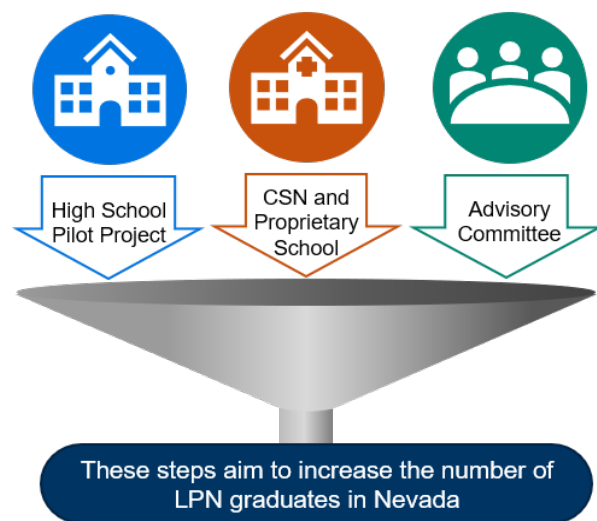 High School
Pilot Project
CSN and
Proprietary
School
Advisory
Committee
These steps aim to increase the number of
LPN graduates in Nevada